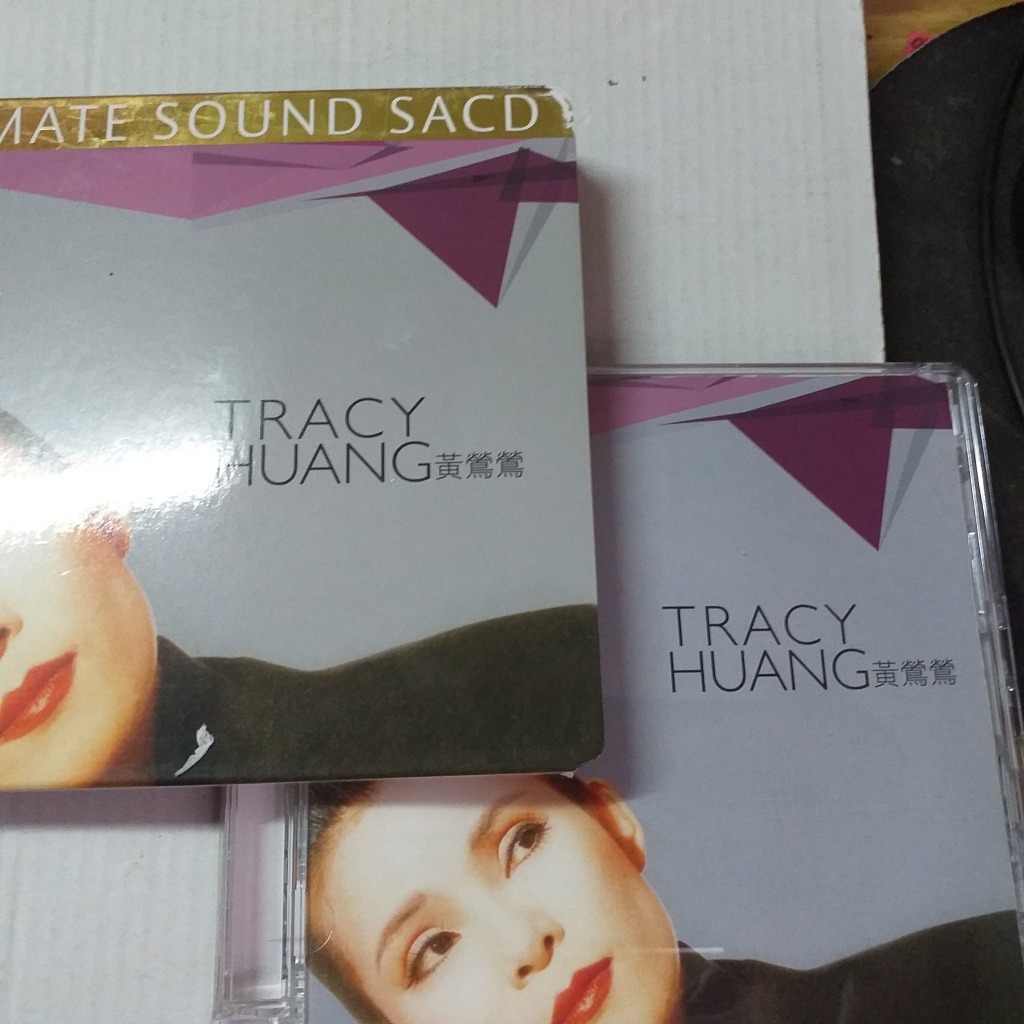 MATE SOUND SACD
TRACY
HUANG黃鶯鶯
TRACY
HUANG黃鶯鶯